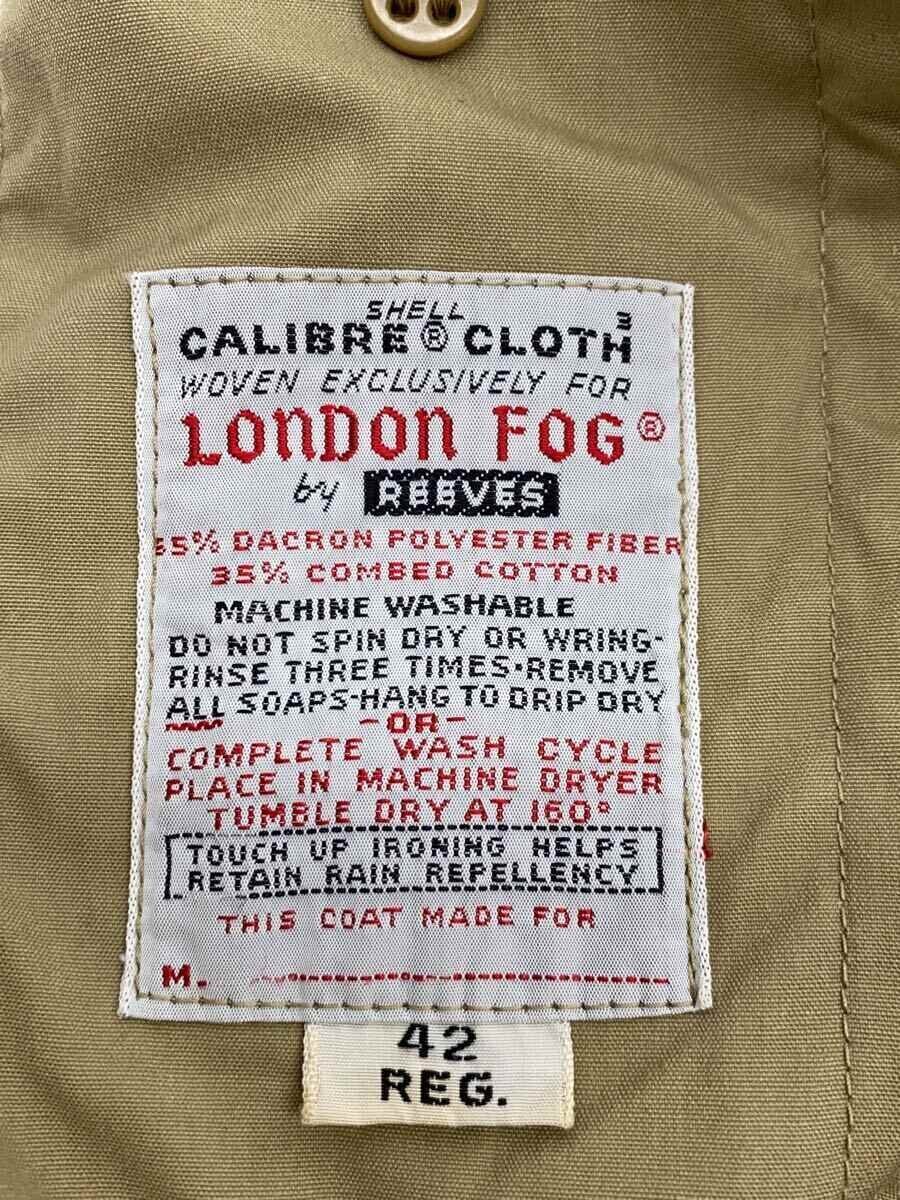 SHELL
CALIBRE® CLOTH³
WOVEN EXCLUSIVELY FOR
LONDON FOG®
by REEVES
65% DACRON POLYESTER FIBER
35% COMBED COTTON
MACHINE WASHABLE
DO NOT SPIN DRY OR WRING-
RINSE THREE TIMES·REMOVE
ALL SOAPS-HANG TO DRIP DRY
-OR-
COMPLETE WASH CYCLE
PLACE IN MACHINE DRYER
TUMBLE DRY AT 160°
TOUCH UP IRONING HELPS
RETAIN RAIN REPELLENCY
THIS COAT MADE FOR
M.
42
REG.